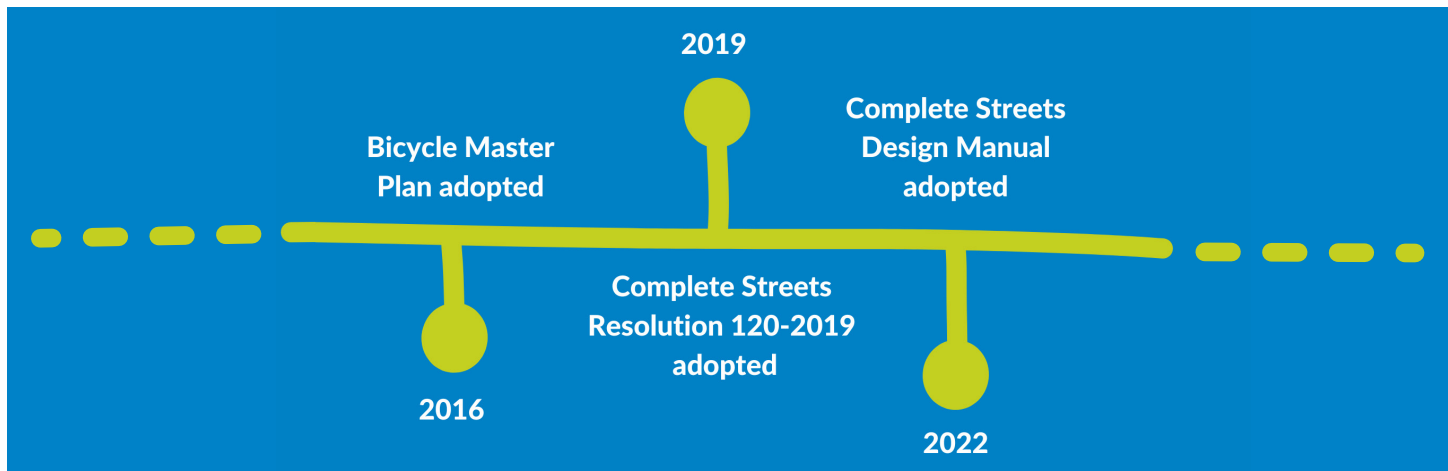 Bicycle Master
Plan adopted
2016
2019
Complete Streets
Resolution 120-2019
adopted
Complete Streets
Design Manual
adopted
2022